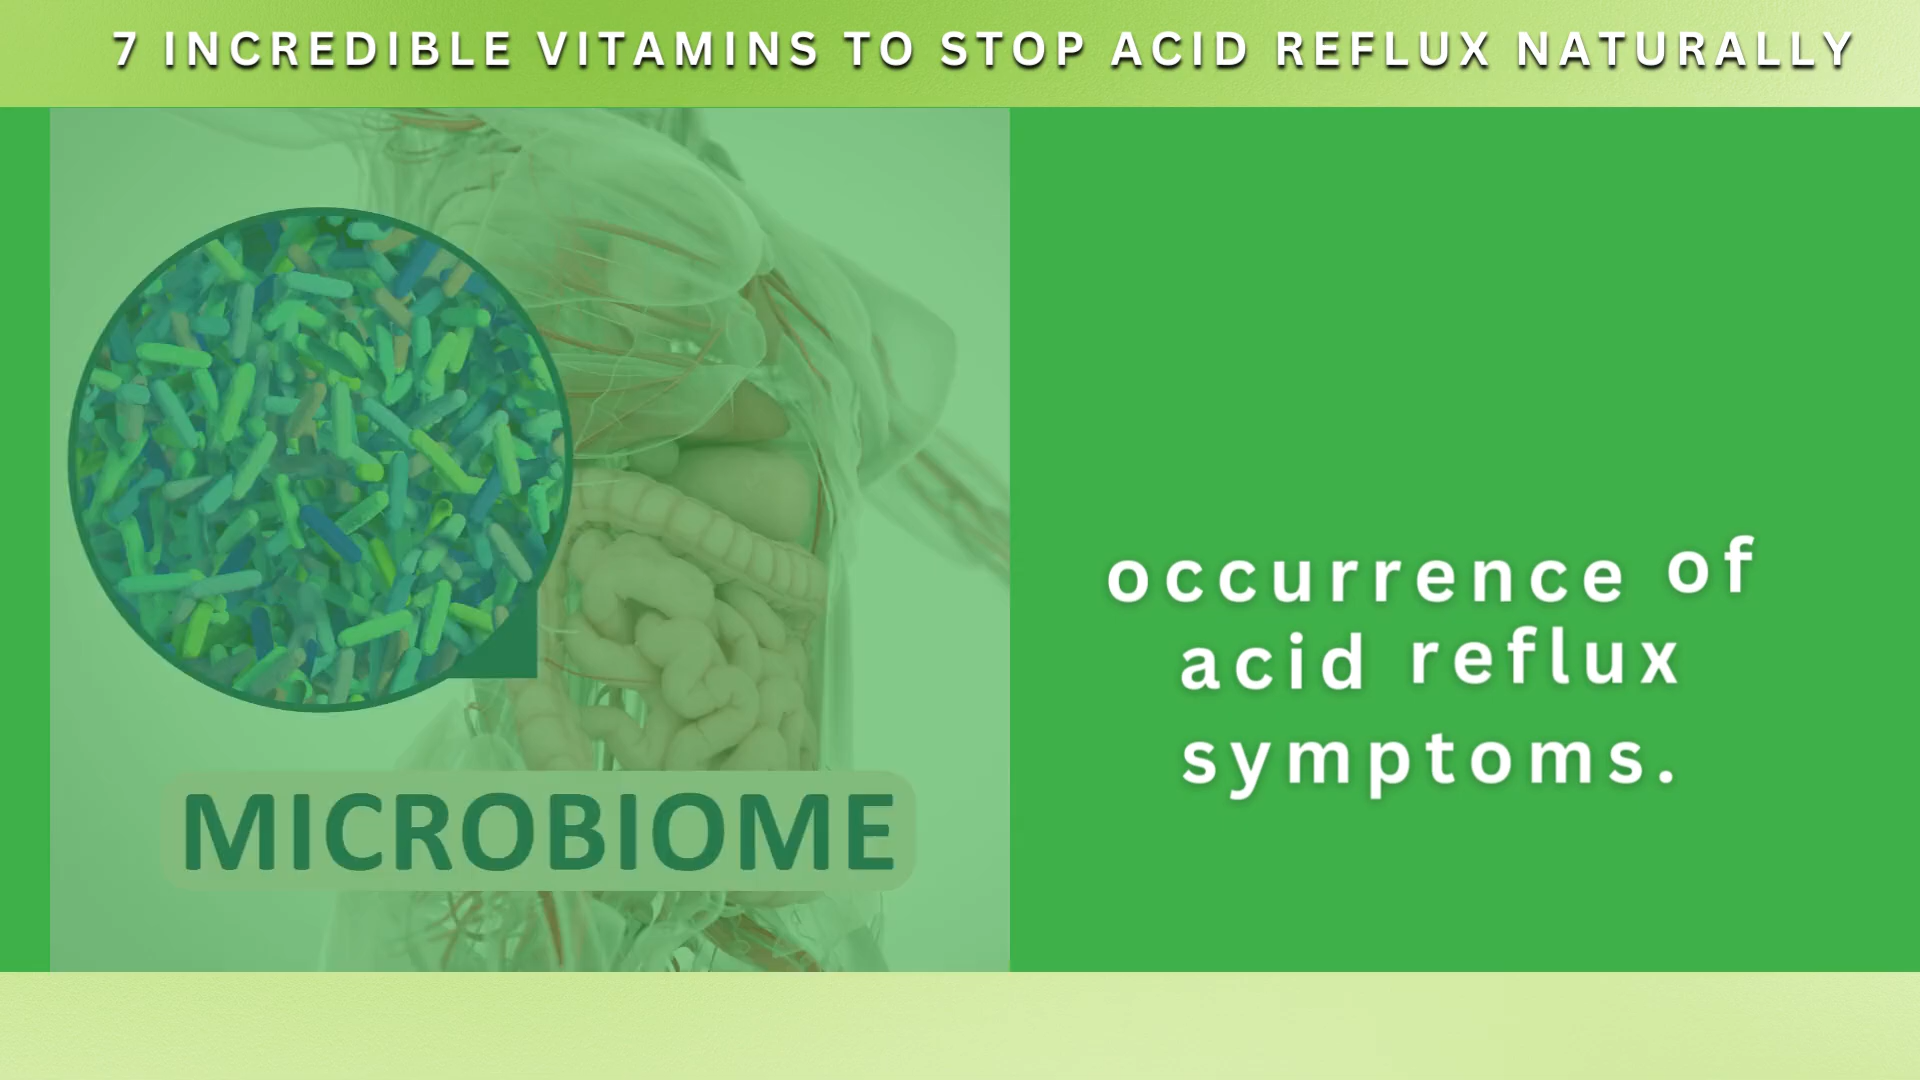 7 INCREDIBLE VITAMINS TO STOP ACID REFLUX NATURALLY
MICROBIOME
occurrence of
acid reflux
symptoms.